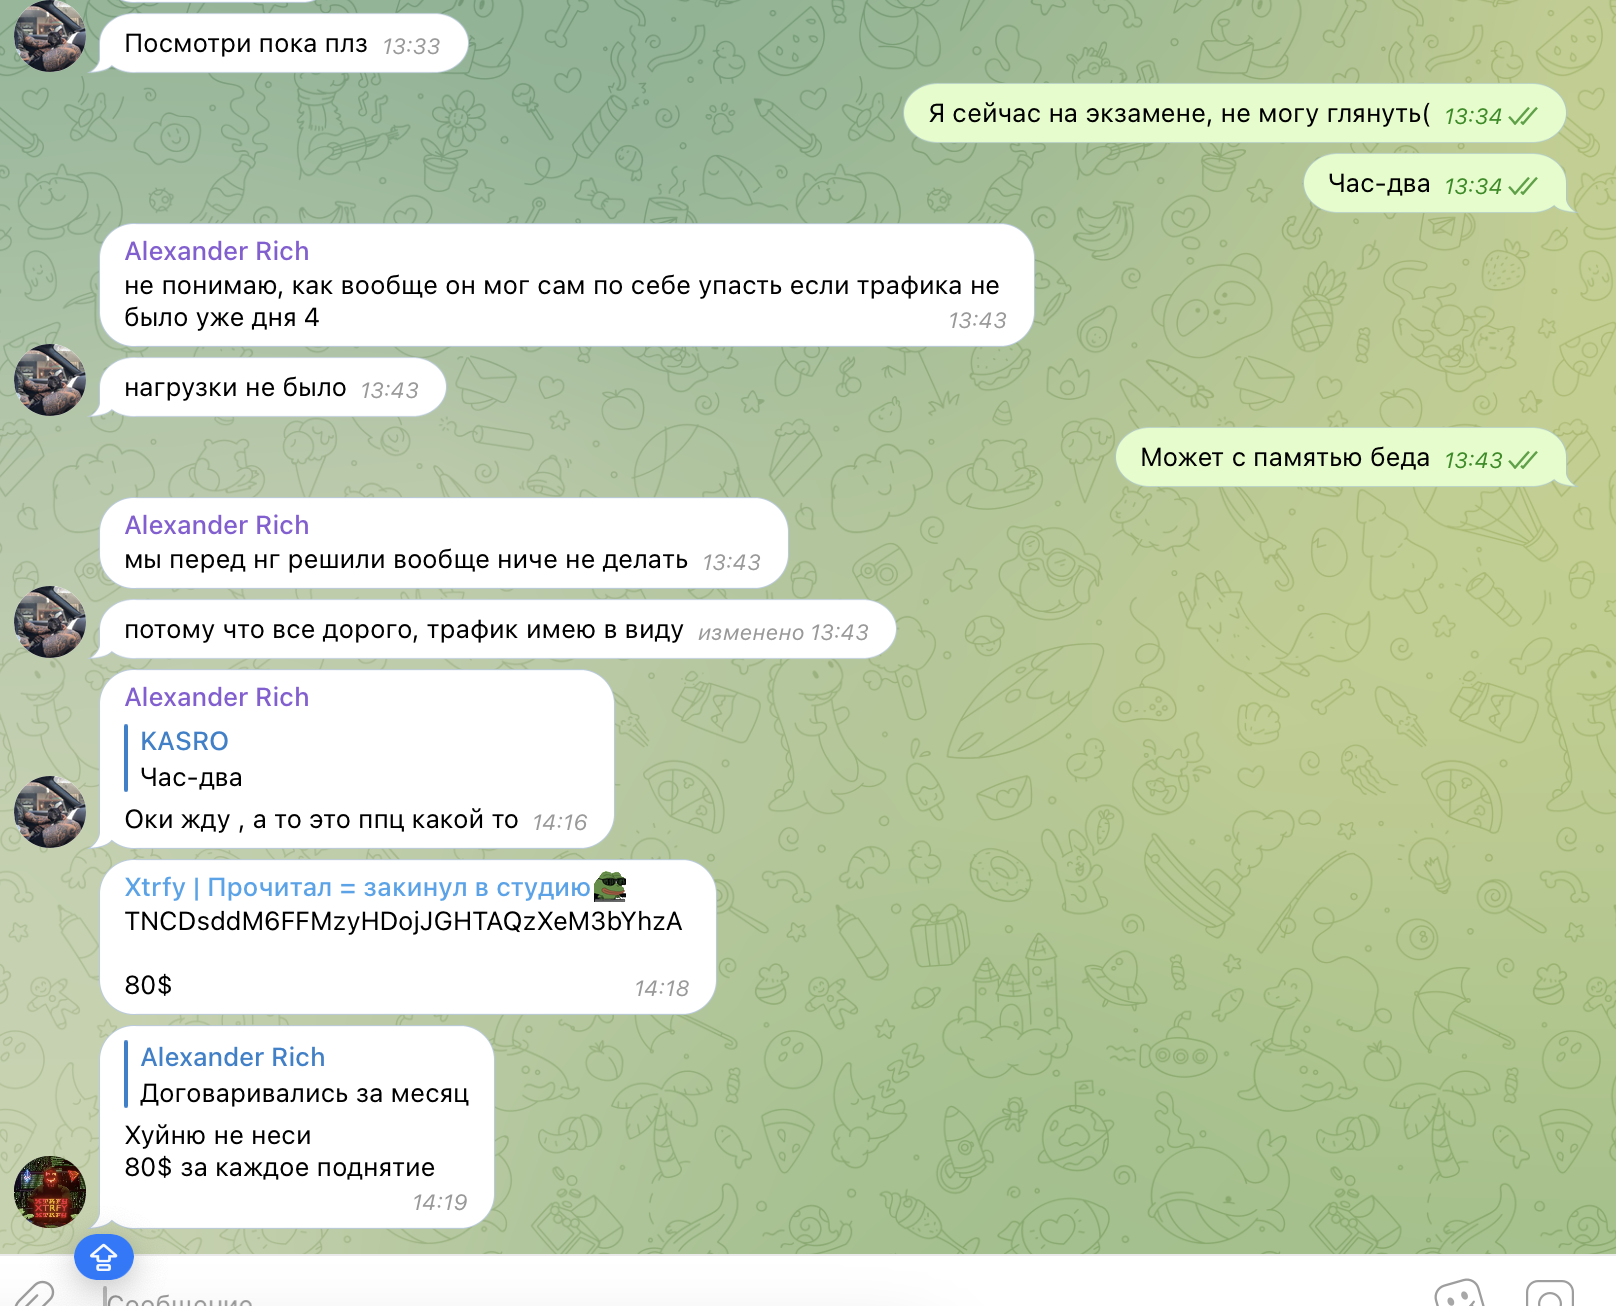 Посмотри пока плз 13:33
Я сейчас на экзамене, не могу глянуть( 13:34
Час-два 13:34
Alexander Rich
не понимаю, как вообще он мог сам по себе упасть если трафика не
было уже дня 4 13:43
нагрузки не было 13:43
Может с памятью беда 13:43
Alexander Rich
мы перед нг решили вообще ниче не делать 13:43
потому что все дорого, трафик имею в виду изменено 13:43
Alexander Rich
KASRO
Час-два
Оки жду , а то это ппц какой то 14:16
Xtrfy | Прочитал = закинул в студию
TNCDsddM6FFMzyHDojJGHTAQzXeM3bYhzA
80$ 14:18
Alexander Rich
Договаривались за месяц
Хуйню не неси
80$ за каждое поднятие
14:19
XTRFY
Сообщение